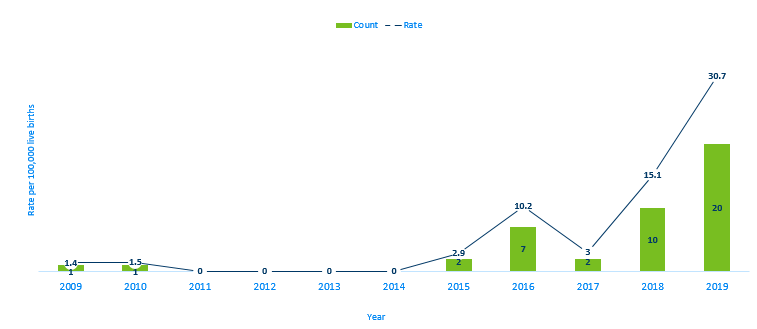 Count Rate
Rate per 100,000 live births
1.4 1.5 0 0 0 0 2.9 10.2 3 15.1 30.7
1 1 2 7 2 10 20
2009 2010 2011 2012 2013 2014 2015 2016 2017 2018 2019
Year